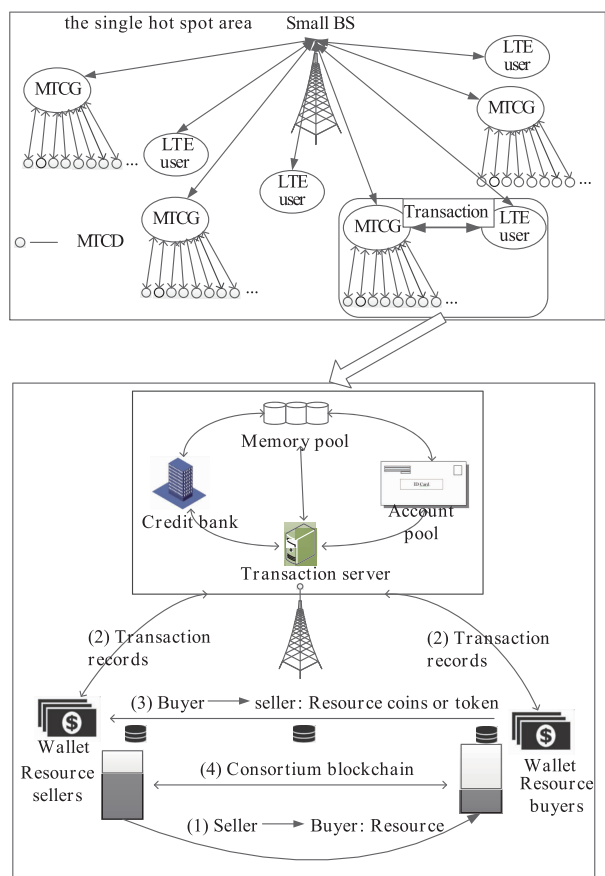 the single hot spot area
Small BS
LTE
user
MTCG
MTCG
LTE
user
LTE
user
MTCG
MTCG
Transaction
LTE
user
...
...
MTCD
...
...
Memory pool
Credit bank
Account
pool
Transaction server
(2) Transaction
records
(2) Transaction
records
(3) Buyer → seller: Resource coins or token
$
$
Wallet
Resource
sellers
Wallet
Resource
buyers
(4) Consortium blockchain
(1) Seller → Buyer: Resource